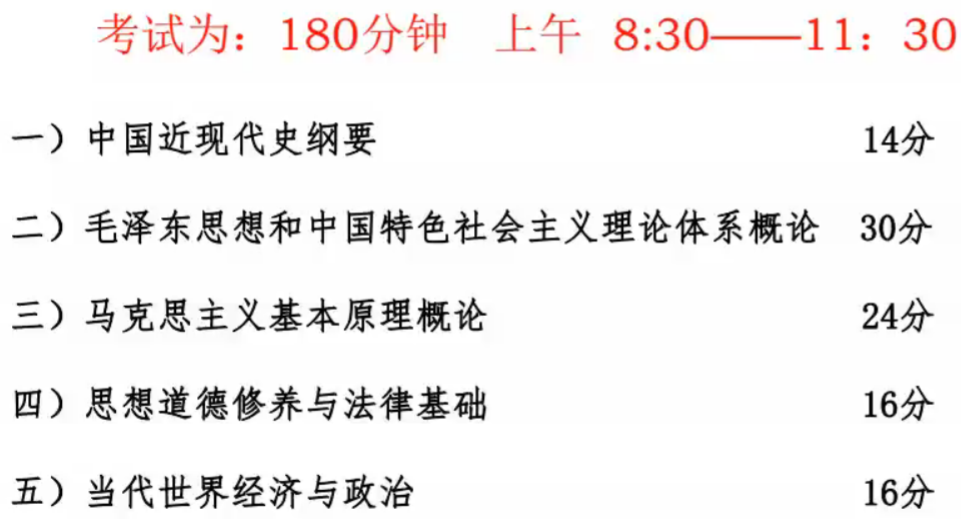 考试为：180分钟 上午 8:30——11：30
一）中国近现代史纲要 14分
二）毛泽东思想和中国特色社会主义理论体系概论 30分
三）马克思主义基本原理概论 24分
四）思想道德修养与法律基础 16分
五）当代世界经济与政治 16分